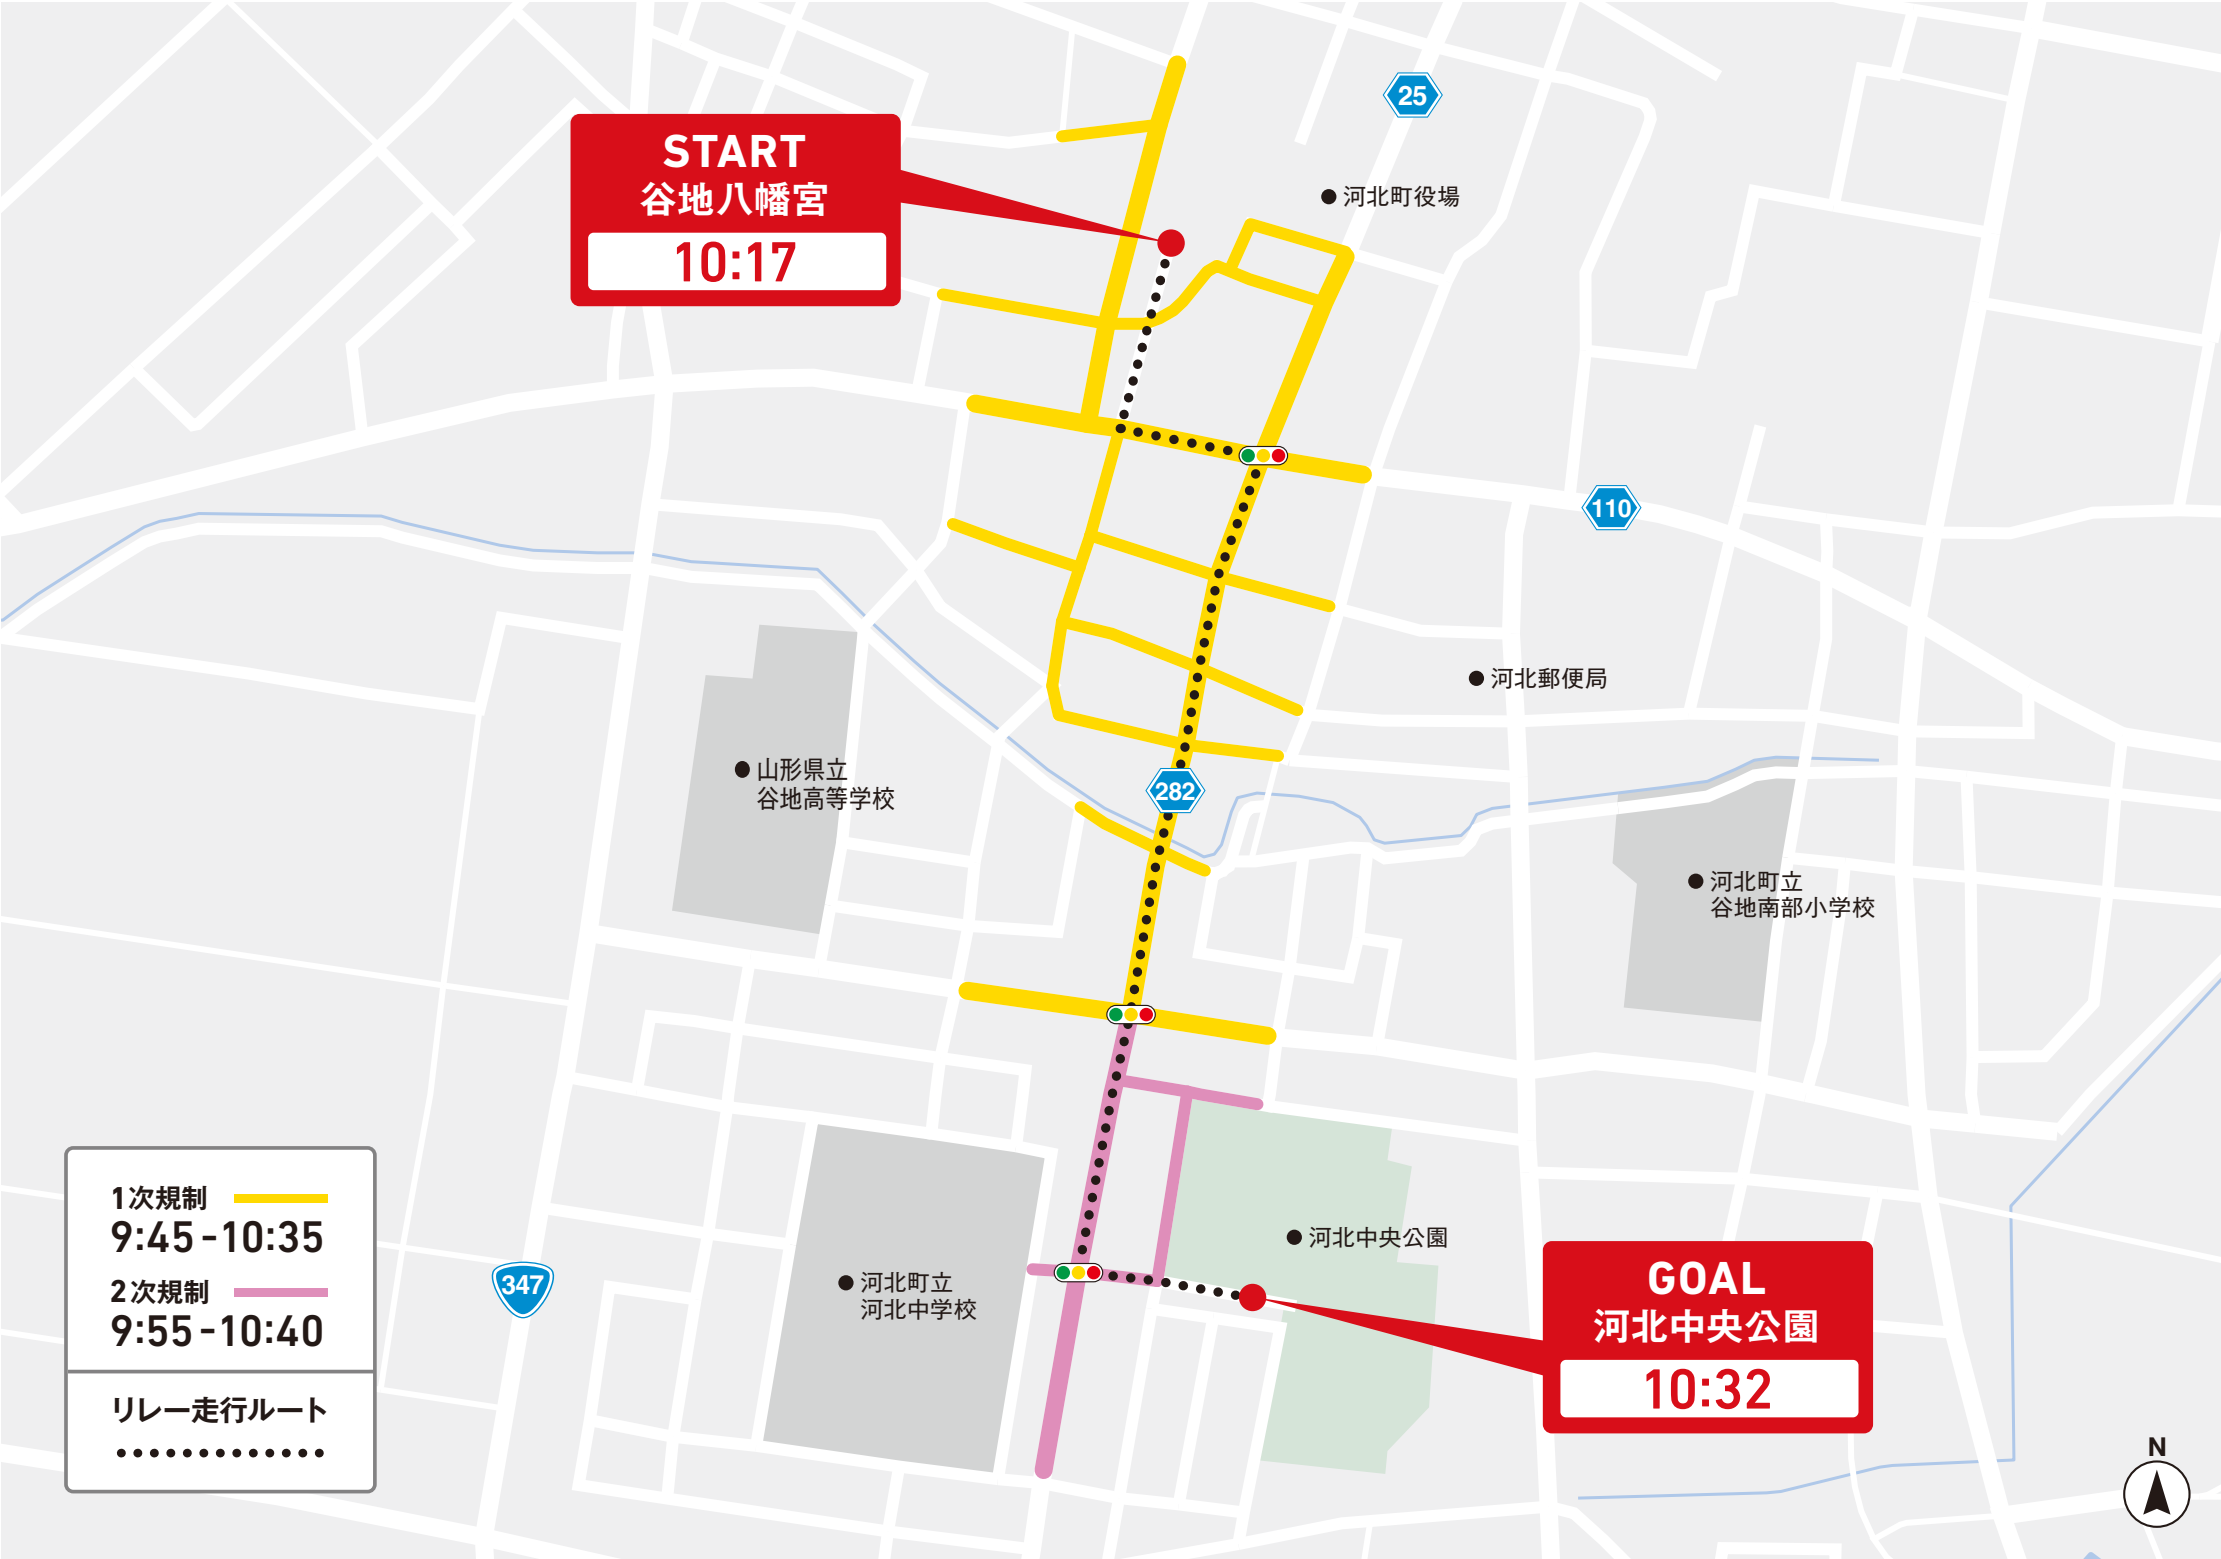 25
START
谷地八幡宮
10:17
河北町役場
110
河北郵便局
山形県立
谷地高等学校
282
河北町立
谷地南部小学校
1次規制
9:45-10:35
2次規制
9:55-10:40
リレー走行ルート
347
河北町立
河北中学校
河北中央公園
GOAL
河北中央公園
10:32
N